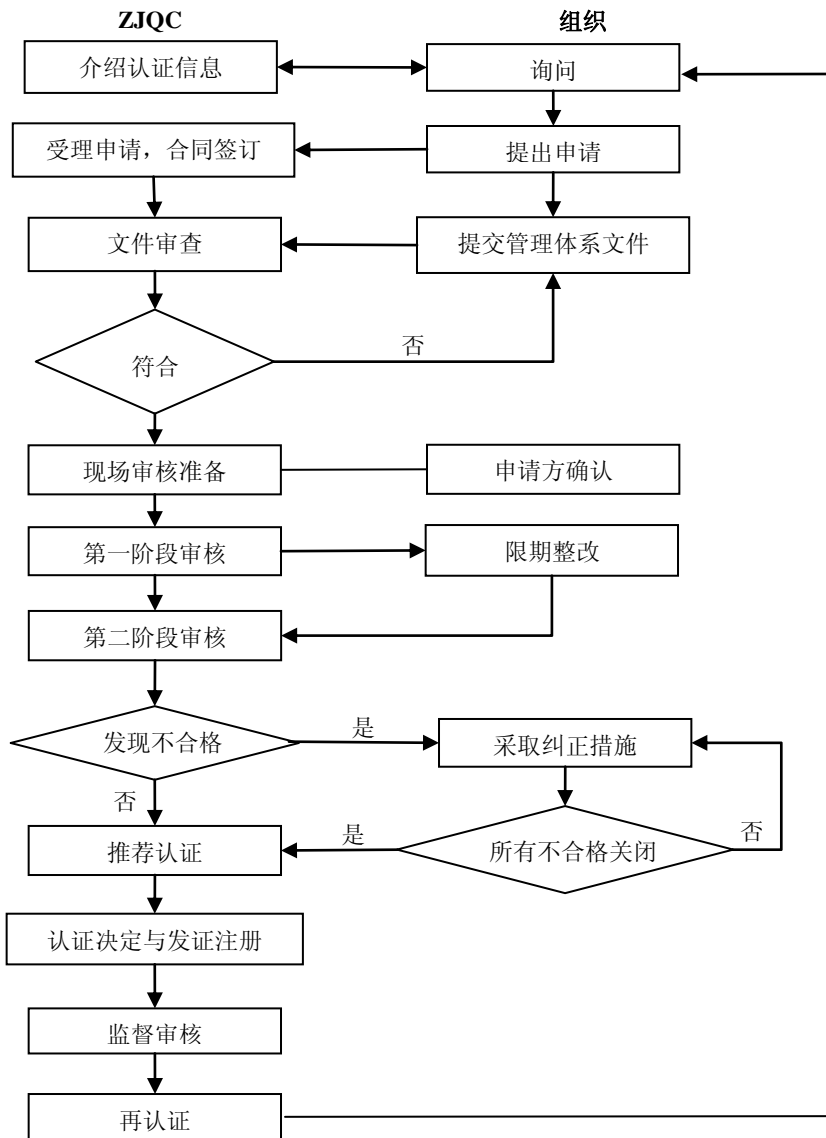 ZJQC
组织
介绍认证信息
询问
受理申请，合同签订
提出申请
文件审查
提交管理体系文件
符合
否
现场审核准备
申请方确认
第一阶段审核
限期整改
第二阶段审核
发现不合格
是
采取纠正措施
否
推荐认证
是
所有不合格关闭
否
认证决定与发证注册
监督审核
再认证